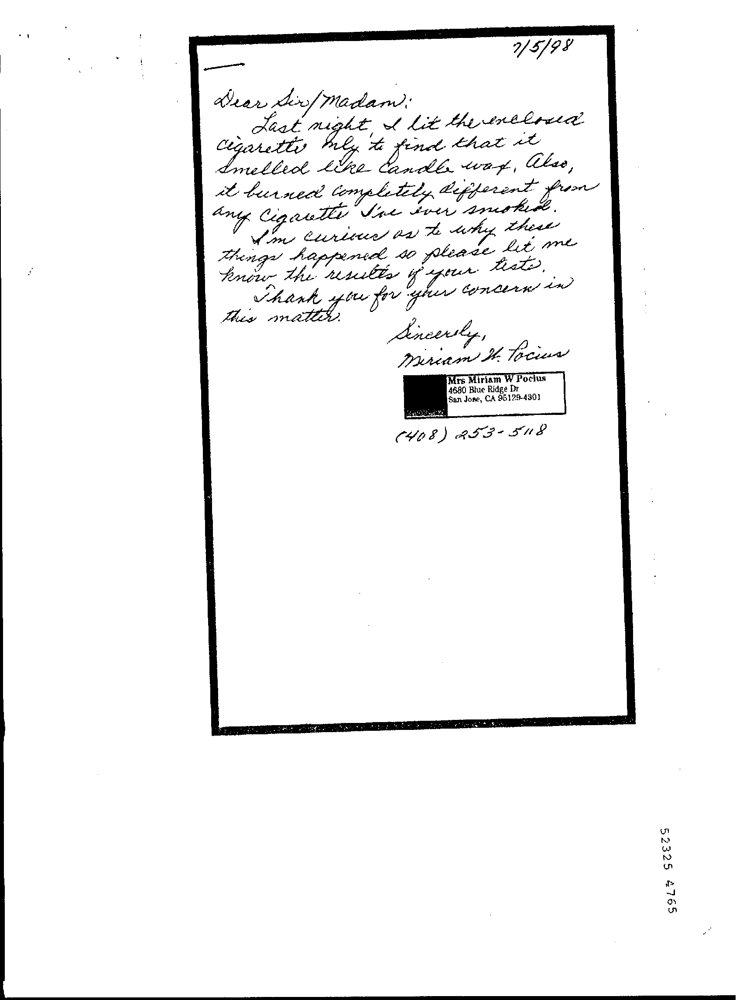 7/5/98
Dear Sir/Madam:
Last night, I lit the enclosed
cigarette only to find that it
smelled like candle wax. Also,
it burned completely different from
any cigarette I've ever smoked.
I'm curious as to why these
things happened so please let me
know the results of your tests.
Thank you for your concern in
this matter.
Sincerely,
Miriam W. Pocius
Mrs Miriam W Pocius
4680 Blue Ridge Dr
San Jose, CA 95129-4301
(408) 253-5118
52325 4765